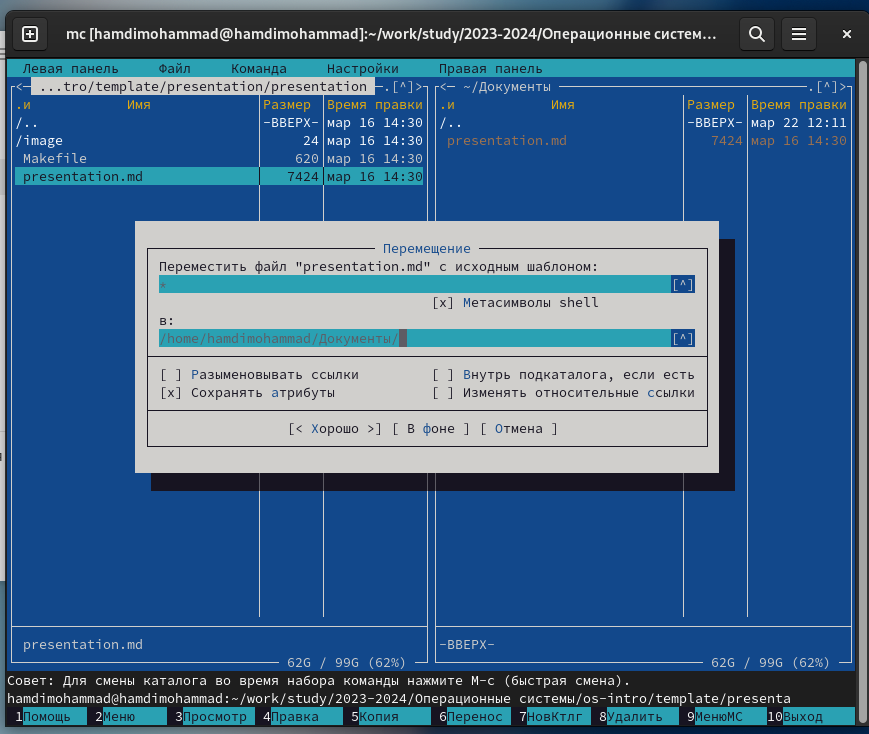 mc [hamdimohammad@hamdimohammad]:~/work/study/2023-2024/Операционные систем...
Левая панель Файл Команда Настройки Правая панель
<— ...tro/template/presentation/presentation —.[^]> <— ~/Документы —.[^]>
.и Имя Размер Время правки .и Имя Размер Время правки
/.. -ВВЕРХ- мар 16 14:30 /.. -ВВЕРХ- мар 22 12:11
/image 24 мар 16 14:30 presentation.md 7424 мар 16 14:30
Makefile 620 мар 16 14:30
presentation.md 7424 мар 16 14:30
Перемещение
Переместить файл "presentation.md" с исходным шаблоном:
* [^]
[x] Метасимволы shell
в:
/home/hamdimohammad/Документы/ [^]
[ ] Разыменовывать ссылки [ ] Внутрь подкаталога, если есть
[x] Сохранять атрибуты [ ] Изменять относительные ссылки
[< Хорошо >] [ В фоне ] [ Отмена ]
presentation.md -ВВЕРХ-
62G / 99G (62%) 62G / 99G (62%)
Совет: Для смены каталога во время набора команды нажмите M-c (быстрая смена).
hamdimohammad@hamdimohammad:~/work/study/2023-2024/Операционные системы/os-intro/template/presenta
1Помощь 2Меню 3Просмотр 4Правка 5Копия 6Перенос 7НовКтлг 8Удалить 9МенюMC 10Выход